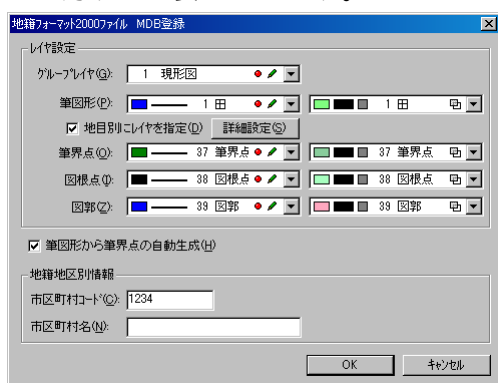 地籍フォーマット2000ファイル MDB登録
レイヤ設定
グループレイヤ(G): 1 現形図
筆図形(P): 1 田 1 田
地目別にレイヤを指定(D) 詳細設定(S)
筆界点(O): 37 筆界点 37 筆界点
図根点(I): 38 図根点 38 図根点
図郭(Z): 39 図郭 39 図郭
筆図形から筆界点の自動生成(H)
地籍地区別情報
市区町村コード(C): 1234
市区町村名(N):
OK キャンセル